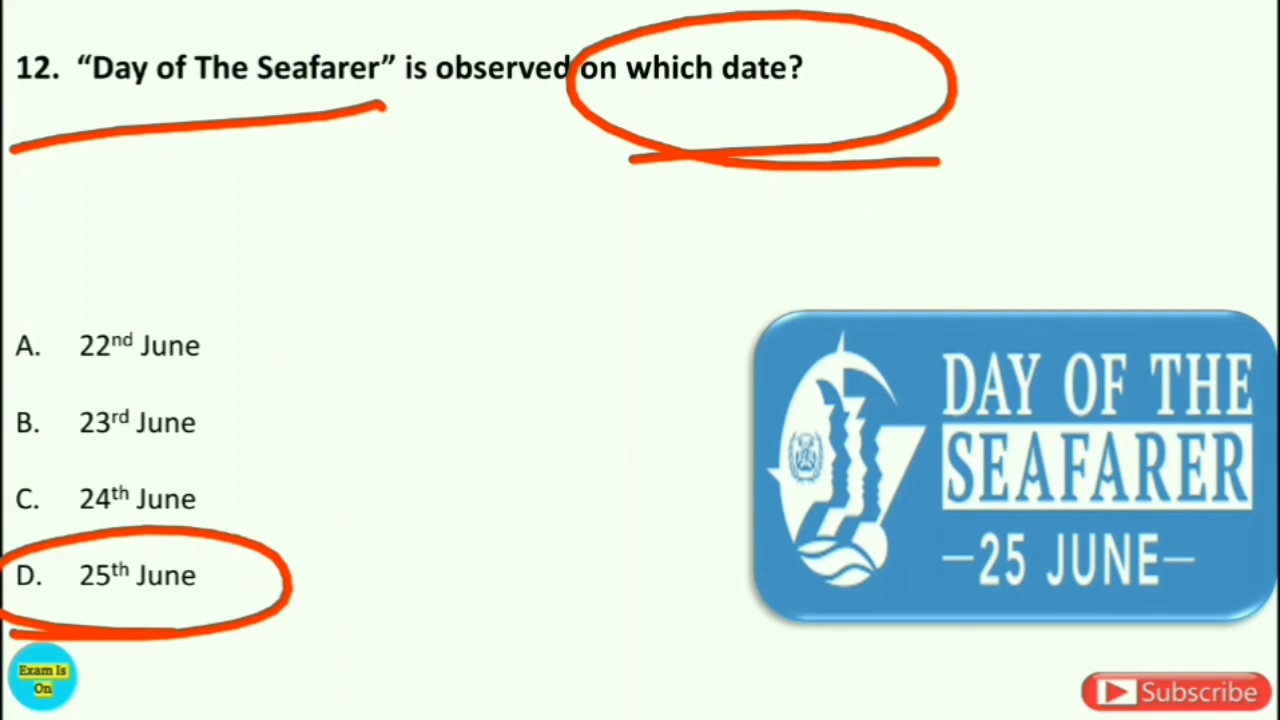 12. “Day of The Seafarer” is observed on which date?
A. 22nd June
B. 23rd June
C. 24th June
D. 25th June
DAY OF THE
SEAFARER
–25 JUNE–
Exam Is
On
Subscribe